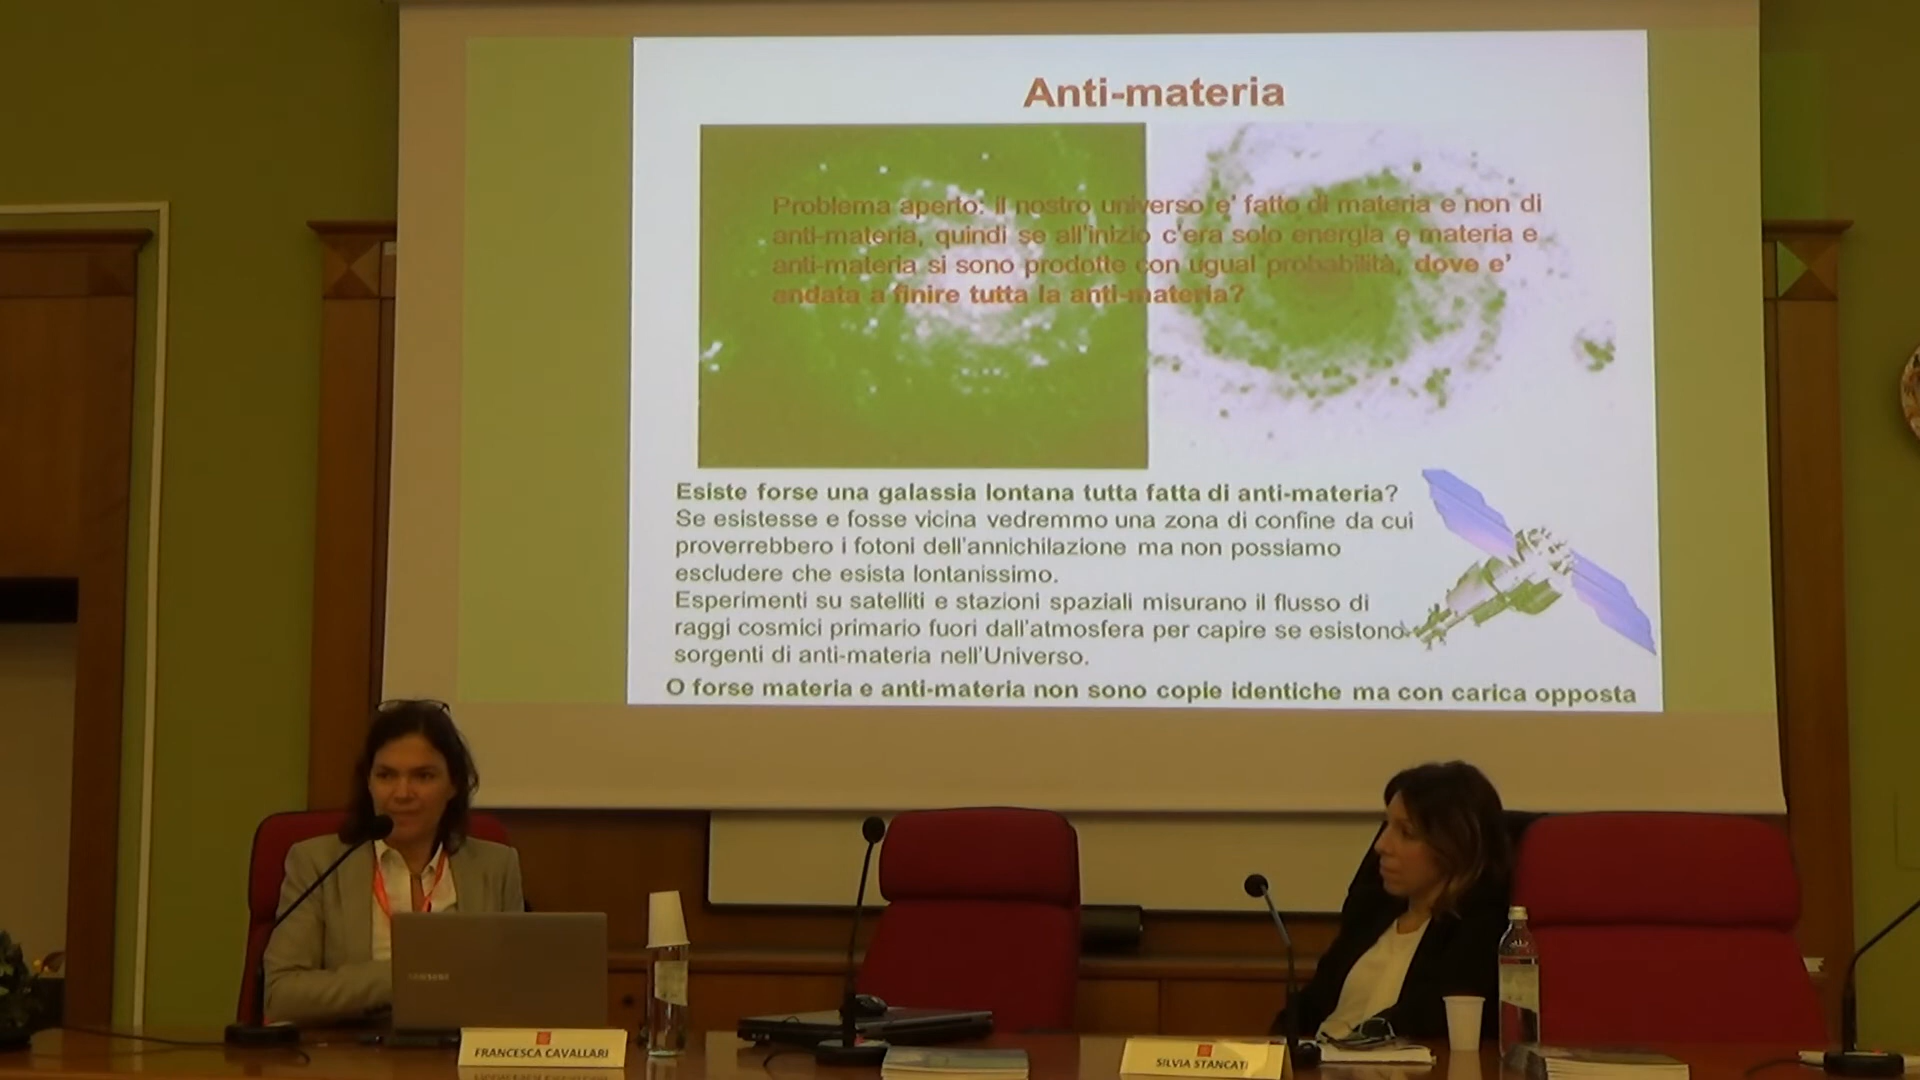 Anti-materia
Problema aperto: il nostro universo e' fatto di materia e non di
anti-materia, quindi se all'inizio c'era solo energia e materia e
anti-materia si sono prodotte con ugual probabilità, dove e'
andata a finire tutta la anti-materia?
Esiste forse una galassia lontana tutta fatta di anti-materia?
Se esistesse e fosse vicina vedremmo una zona di confine da cui
proverrebbero i fotoni dell'annichilazione ma non possiamo
escludere che esista lontanissimo.
Esperimenti su satelliti e stazioni spaziali misurano il flusso di
raggi cosmici primario fuori dall'atmosfera per capire se esistono
sorgenti di anti-materia nell'Universo.
O forse materia e anti-materia non sono copie identiche ma con carica opposta
SAMSUNG
FRANCESCA CAVALLARI
SILVIA STANCATI